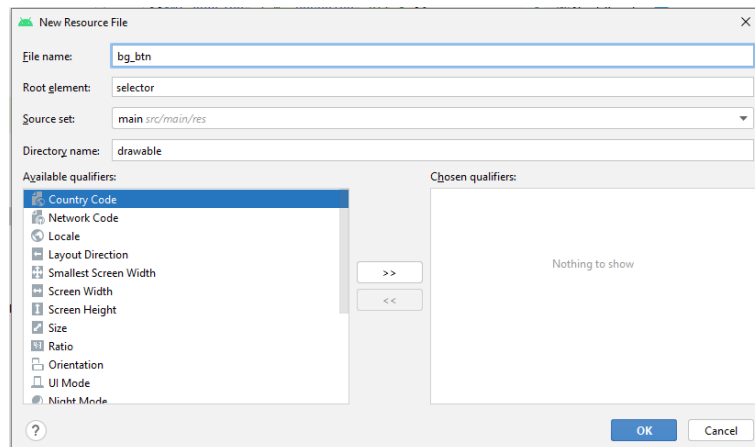 New Resource File
File name: bg_btn
Root element: selector
Source set: main src/main/res
Directory name: drawable
Available qualifiers:
Chosen qualifiers:
Country Code
Network Code
Locale
Layout Direction
Smallest Screen Width
Screen Width
Screen Height
Size
Ratio
Orientation
UI Mode
Night Mode
>>
<<
Nothing to show
?
OK
Cancel